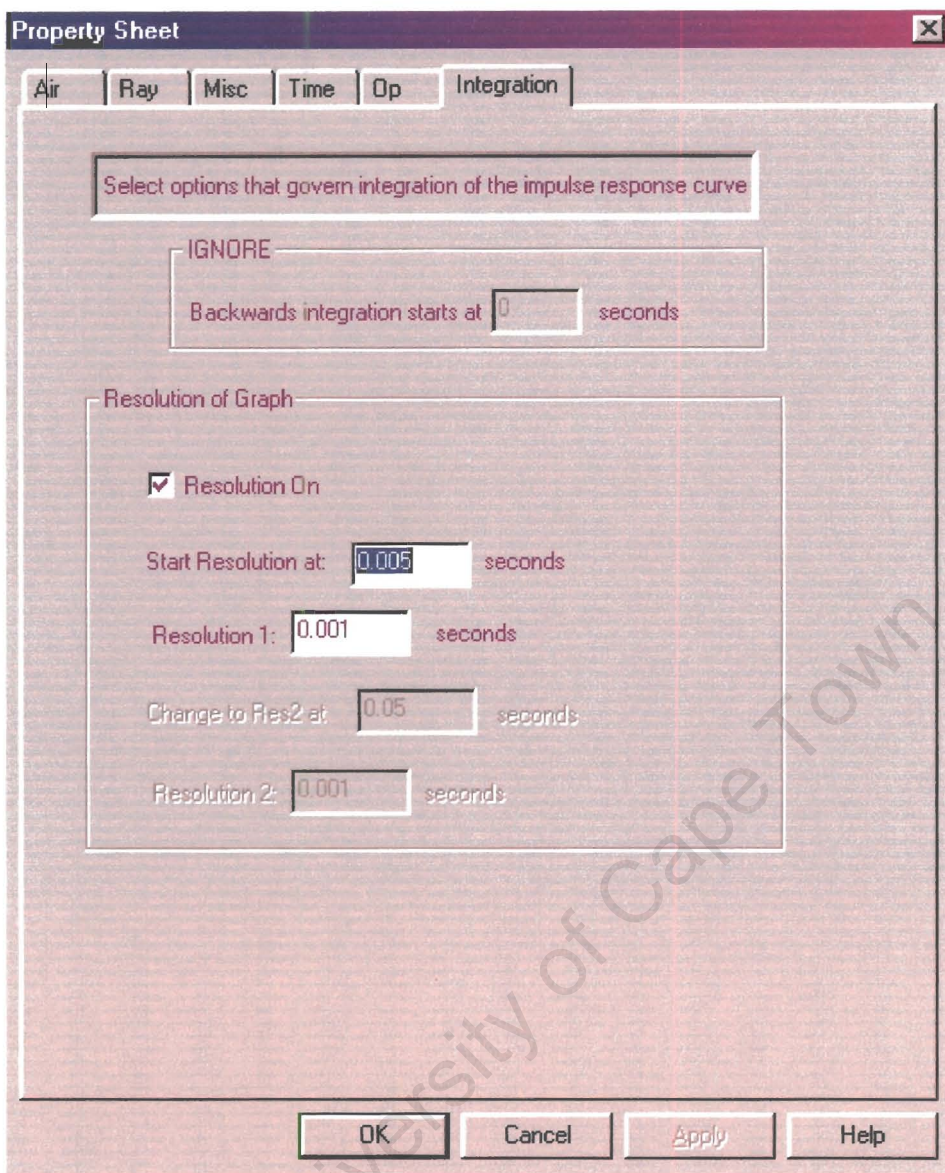 Property Sheet
Air Ray Misc Time Op Integration
Select options that govern integration of the impulse response curve
IGNORE
Backwards integration starts at 0 seconds
Resolution of Graph
Resolution On
Start Resolution at: 0.005 seconds
Resolution 1: 0.001 seconds
Change to Res2 at 0.05 seconds
Resolution 2: 0.001 seconds
OK Cancel Apply Help
University of Cape Town